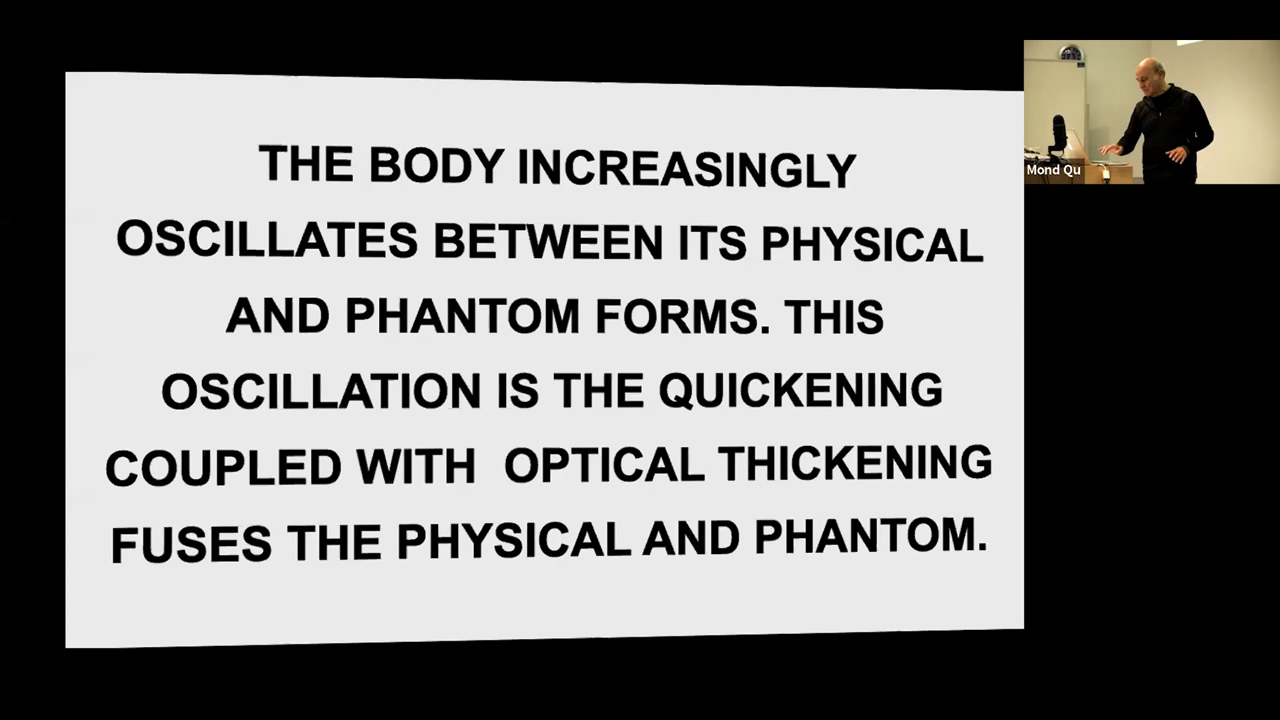 THE BODY INCREASINGLY
OSCILLATES BETWEEN ITS PHYSICAL
AND PHANTOM FORMS. THIS
OSCILLATION IS THE QUICKENING
COUPLED WITH  OPTICAL THICKENING
FUSES THE PHYSICAL AND PHANTOM.
Mond Qu